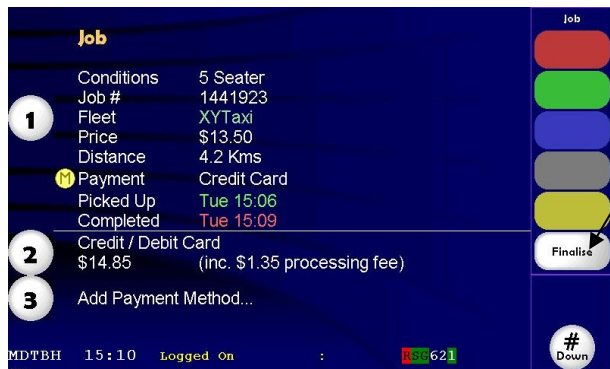 Job
Job
Conditions 5 Seater
Job # 1441923
1
Fleet XYTaxi
Price $13.50
Distance 4.2 Kms
M Payment Credit Card
Picked Up Tue 15:06
Completed Tue 15:09
2
Credit / Debit Card
$14.85 (inc. $1.35 processing fee)
Finalise
3
Add Payment Method...
#
Down
MDTBH 15:10 Logged On : RSG621